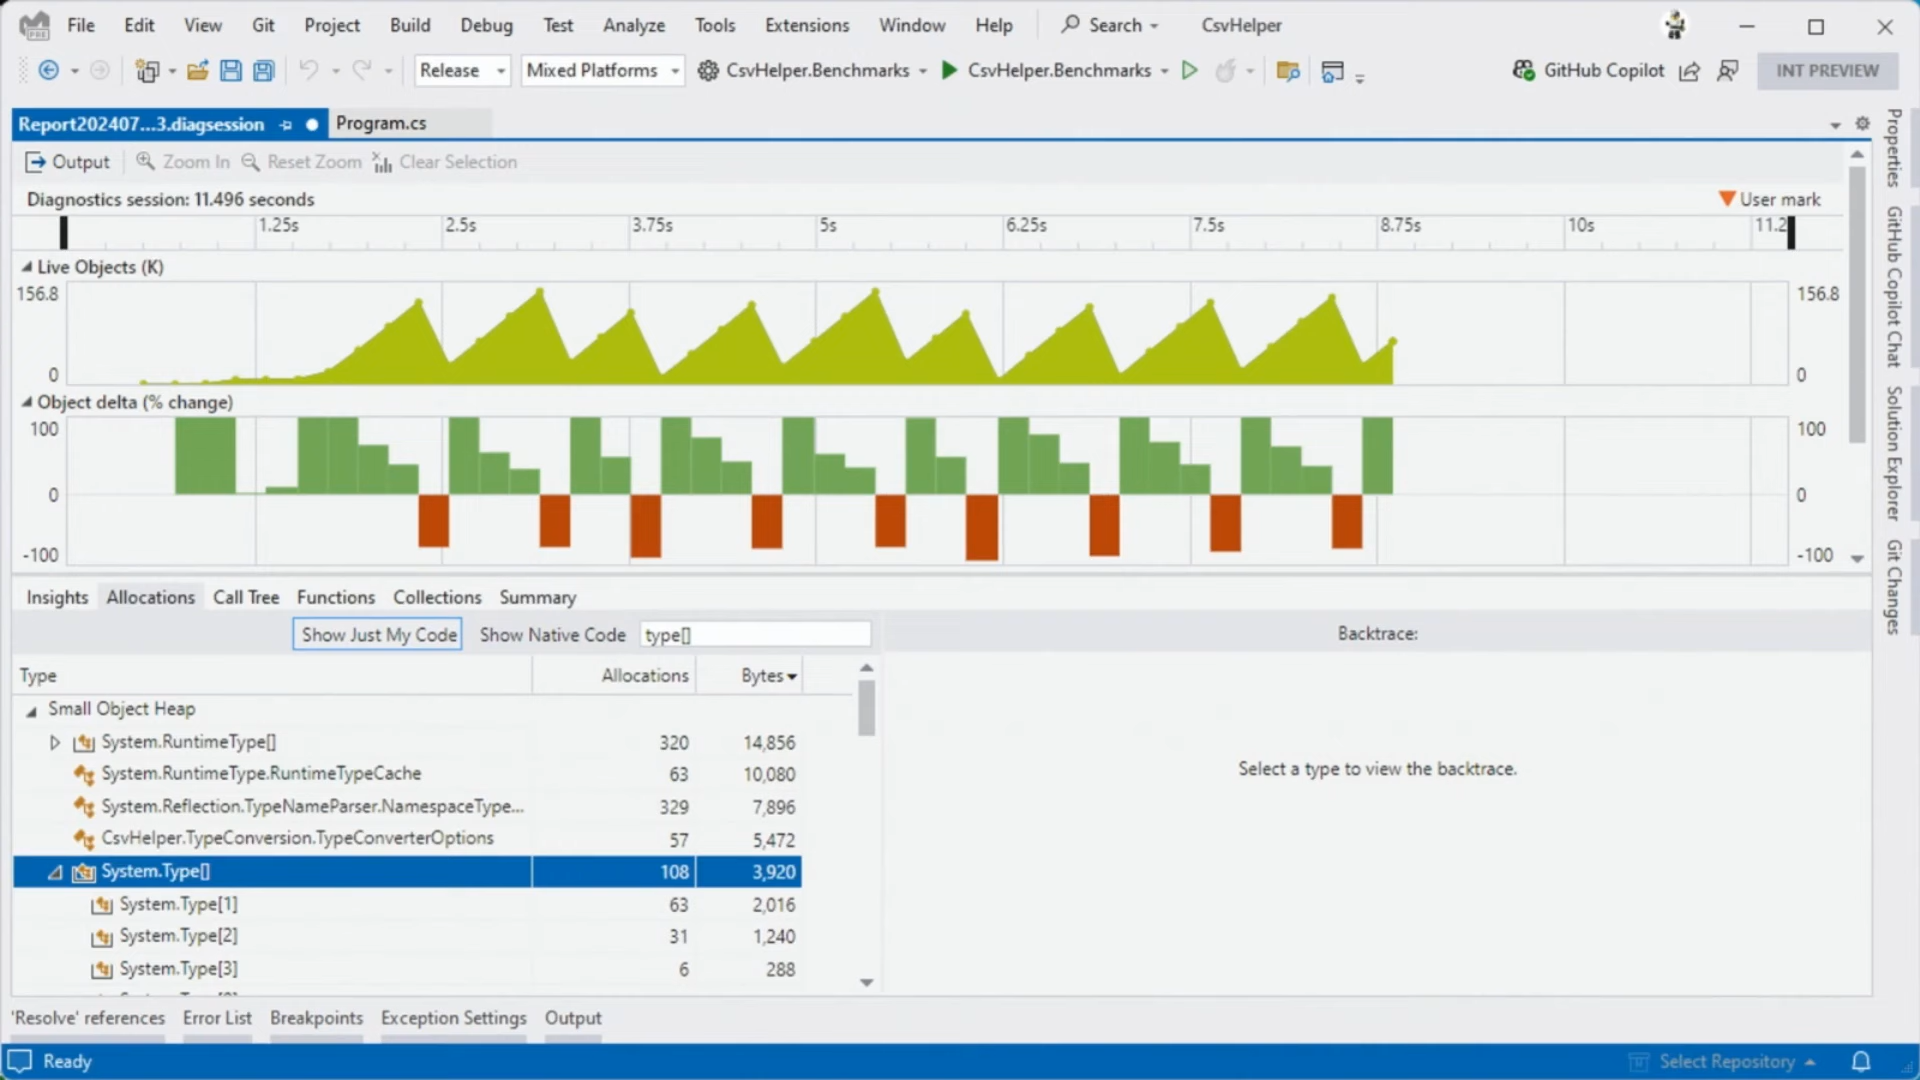 File Edit View Git Project Build Debug Test Analyze Tools Extensions Window Help Search CsvHelper
PRE
Release Mixed Platforms CsvHelper.Benchmarks CsvHelper.Benchmarks GitHub Copilot INT PREVIEW
Report202407...3.diagsession Program.cs
Output Zoom In Reset Zoom Clear Selection
Diagnostics session: 11.496 seconds User mark
1.25s 2.5s 3.75s 5s 6.25s 7.5s 8.75s 10s 11.2
Live Objects (K)
156.8 156.8
0 0
Object delta (% change)
100 100
0 0
-100 -100
Insights Allocations Call Tree Functions Collections Summary
Show Just My Code Show Native Code type[] Backtrace:
Type Allocations Bytes
Small Object Heap
System.RuntimeType[] 320 14,856
System.RuntimeType.RuntimeTypeCache 63 10,080
System.Reflection.TypeNameParser.NamespaceType... 329 7,896
CsvHelper.TypeConversion.TypeConverterOptions 57 5,472
System.Type[] 108 3,920
System.Type[1] 63 2,016
System.Type[2] 31 1,240
System.Type[3] 6 288
Select a type to view the backtrace.
Properties
GitHub Copilot Chat
Solution Explorer
Git Changes
'Resolve' references Error List Breakpoints Exception Settings Output
Ready Select Repository